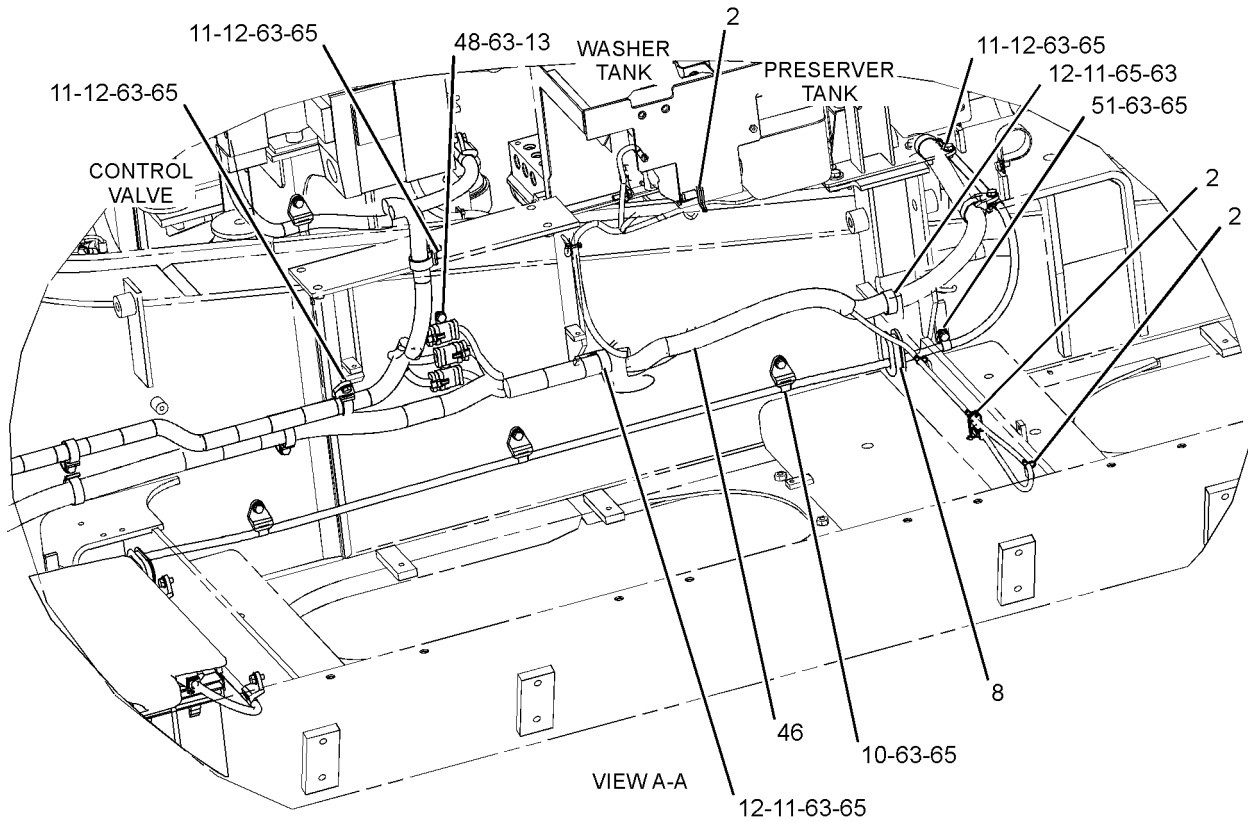 2
11-12-63-65
48-63-13
WASHER
TANK
11-12-63-65
PRESERVER
TANK
12-11-65-63
11-12-63-65
51-63-65
CONTROL
VALVE
2
2
8
46
10-63-65
VIEW A-A
12-11-63-65